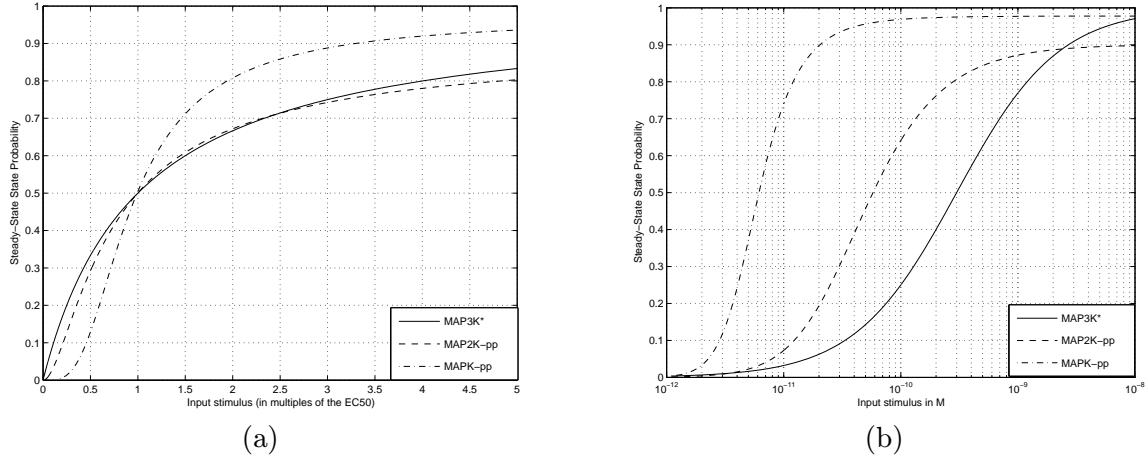 1
0.9
0.8
0.7
0.6
0.5
0.4
0.3
0.2
0.1
0
Steady−State State Probability
0 0.5 1 1.5 2 2.5 3 3.5 4 4.5 5
Input stimulus (in multiples of the EC50)
MAP3K*
MAP2K−pp
MAPK−pp
(a)
1
0.9
0.8
0.7
0.6
0.5
0.4
0.3
0.2
0.1
0
Steady−State State Probability
10−12 10−11 10−10 10−9 10−8
Input stimulus in M
MAP3K*
MAP2K−pp
MAPK−pp
(b)